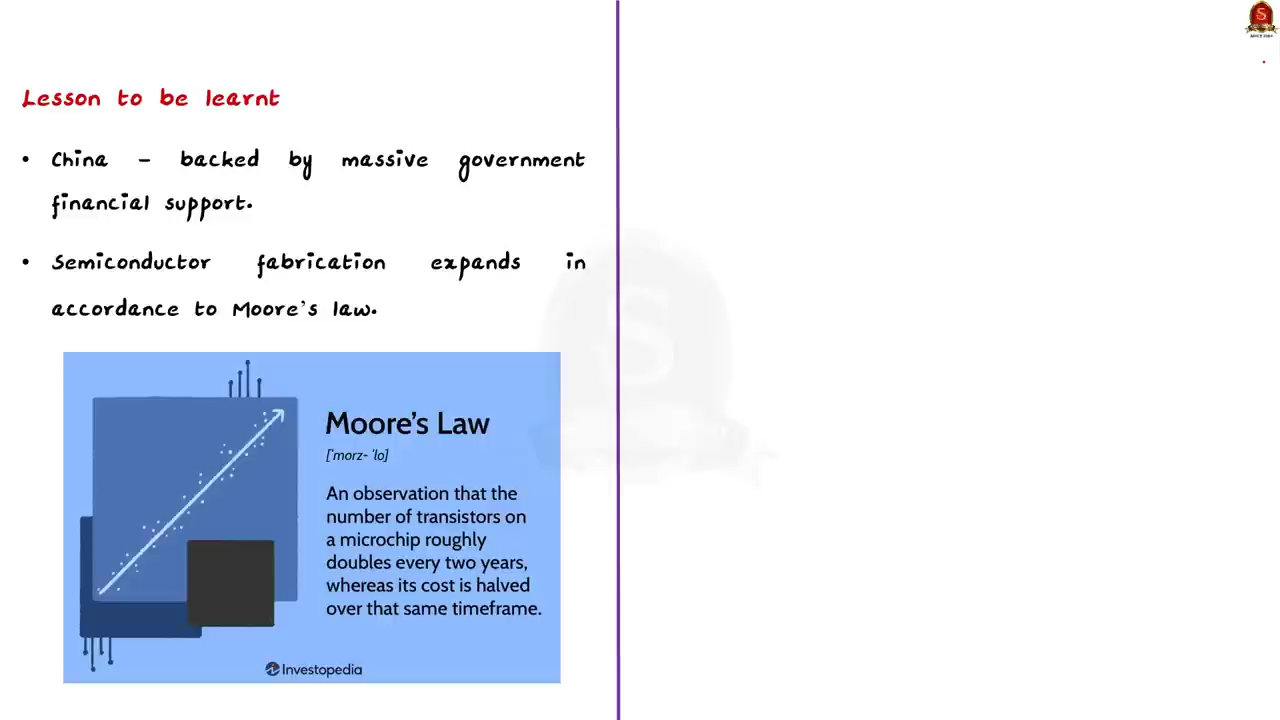 Lesson to be learnt
• China – backed by massive government
financial support.
• Semiconductor fabrication expands in
accordance to Moore's law.
Moore's Law
['morz- 'lo]
An observation that the
number of transistors on
a microchip roughly
doubles every two years,
whereas its cost is halved
over that same timeframe.
Investopedia
S
S